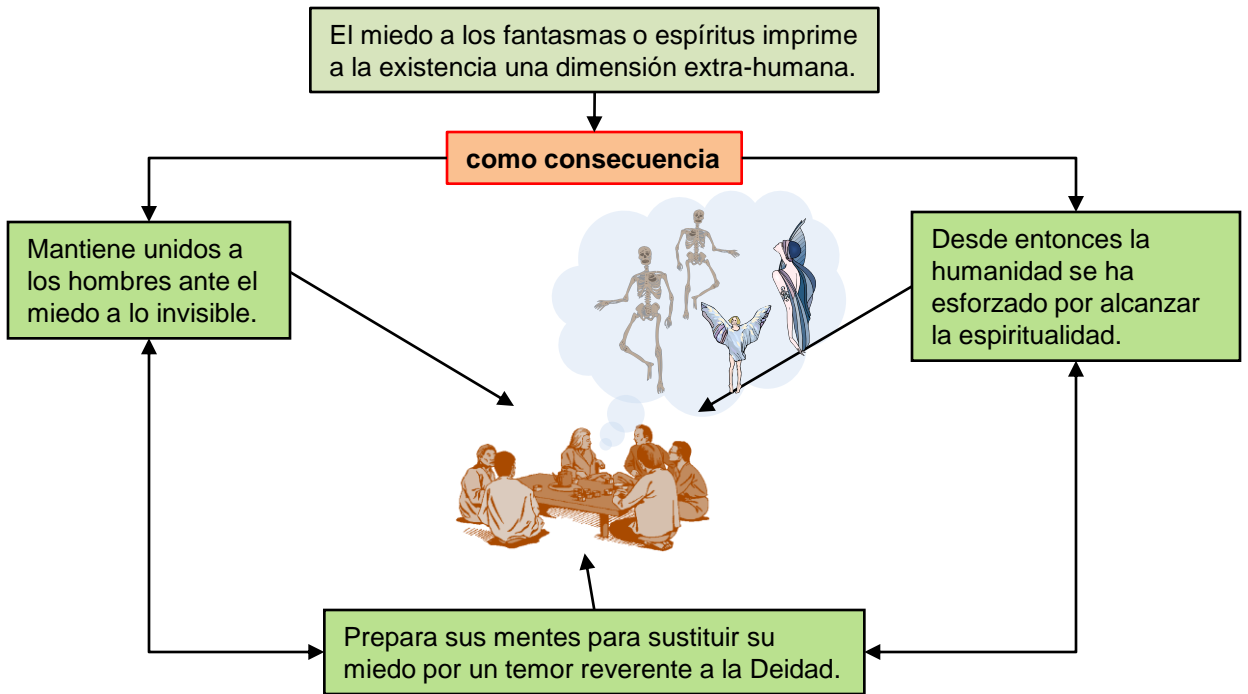 El miedo a los fantasmas o espíritus imprime
a la existencia una dimensión extra-humana.
como consecuencia
Mantiene unidos a
los hombres ante el
miedo a lo invisible.
Desde entonces la
humanidad se ha
esforzado por alcanzar
la espiritualidad.
Prepara sus mentes para sustituir su
miedo por un temor reverente a la Deidad.